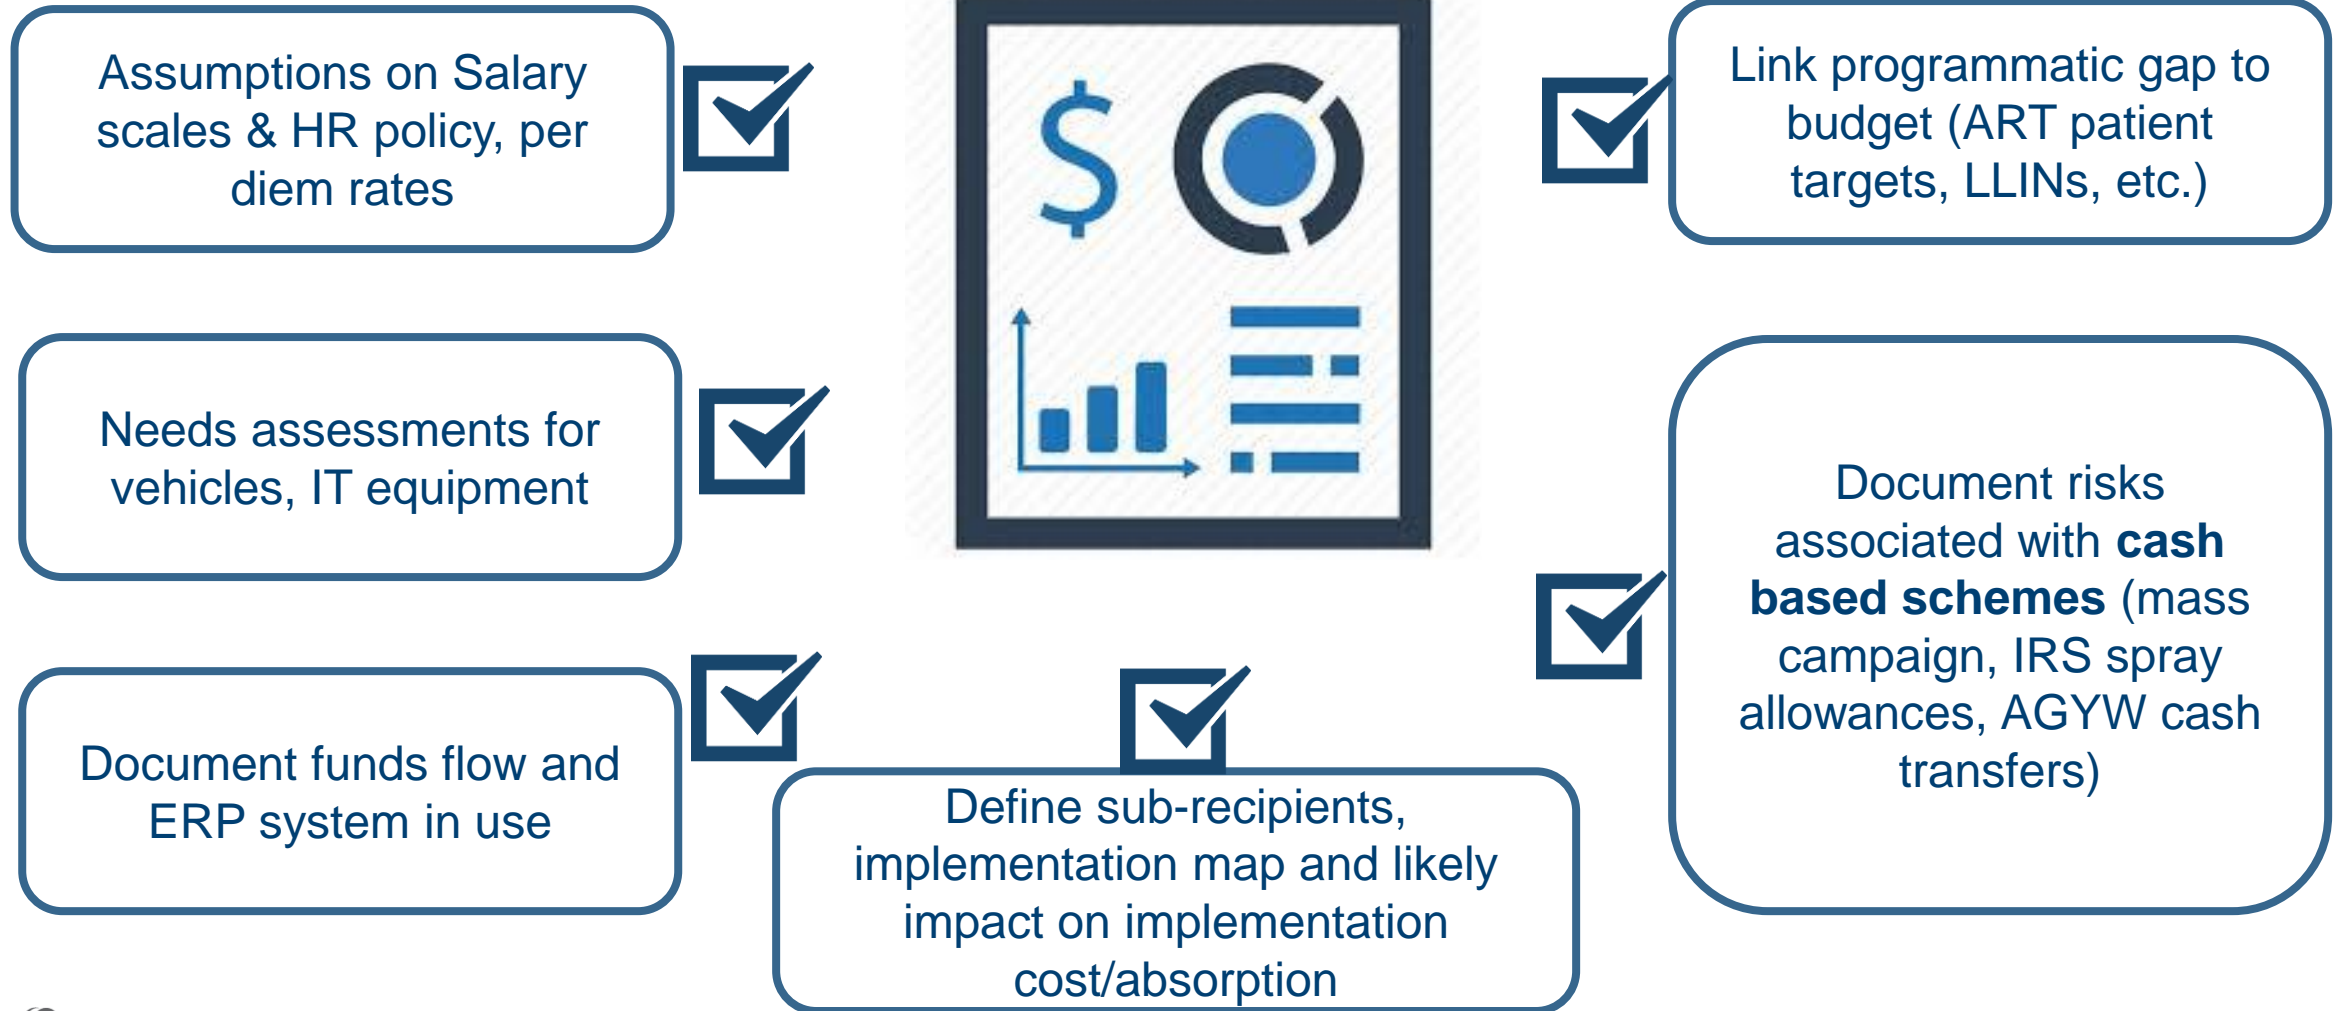 Assumptions on Salary
scales & HR policy, per
diem rates
Needs assessments for
vehicles, IT equipment
Document funds flow and
ERP system in use
Define sub-recipients,
implementation map and likely
impact on implementation
cost/absorption
Link programmatic gap to
budget (ART patient
targets, LLINs, etc.)
Document risks
associated with cash
based schemes (mass
campaign, IRS spray
allowances, AGYW cash
transfers)
$